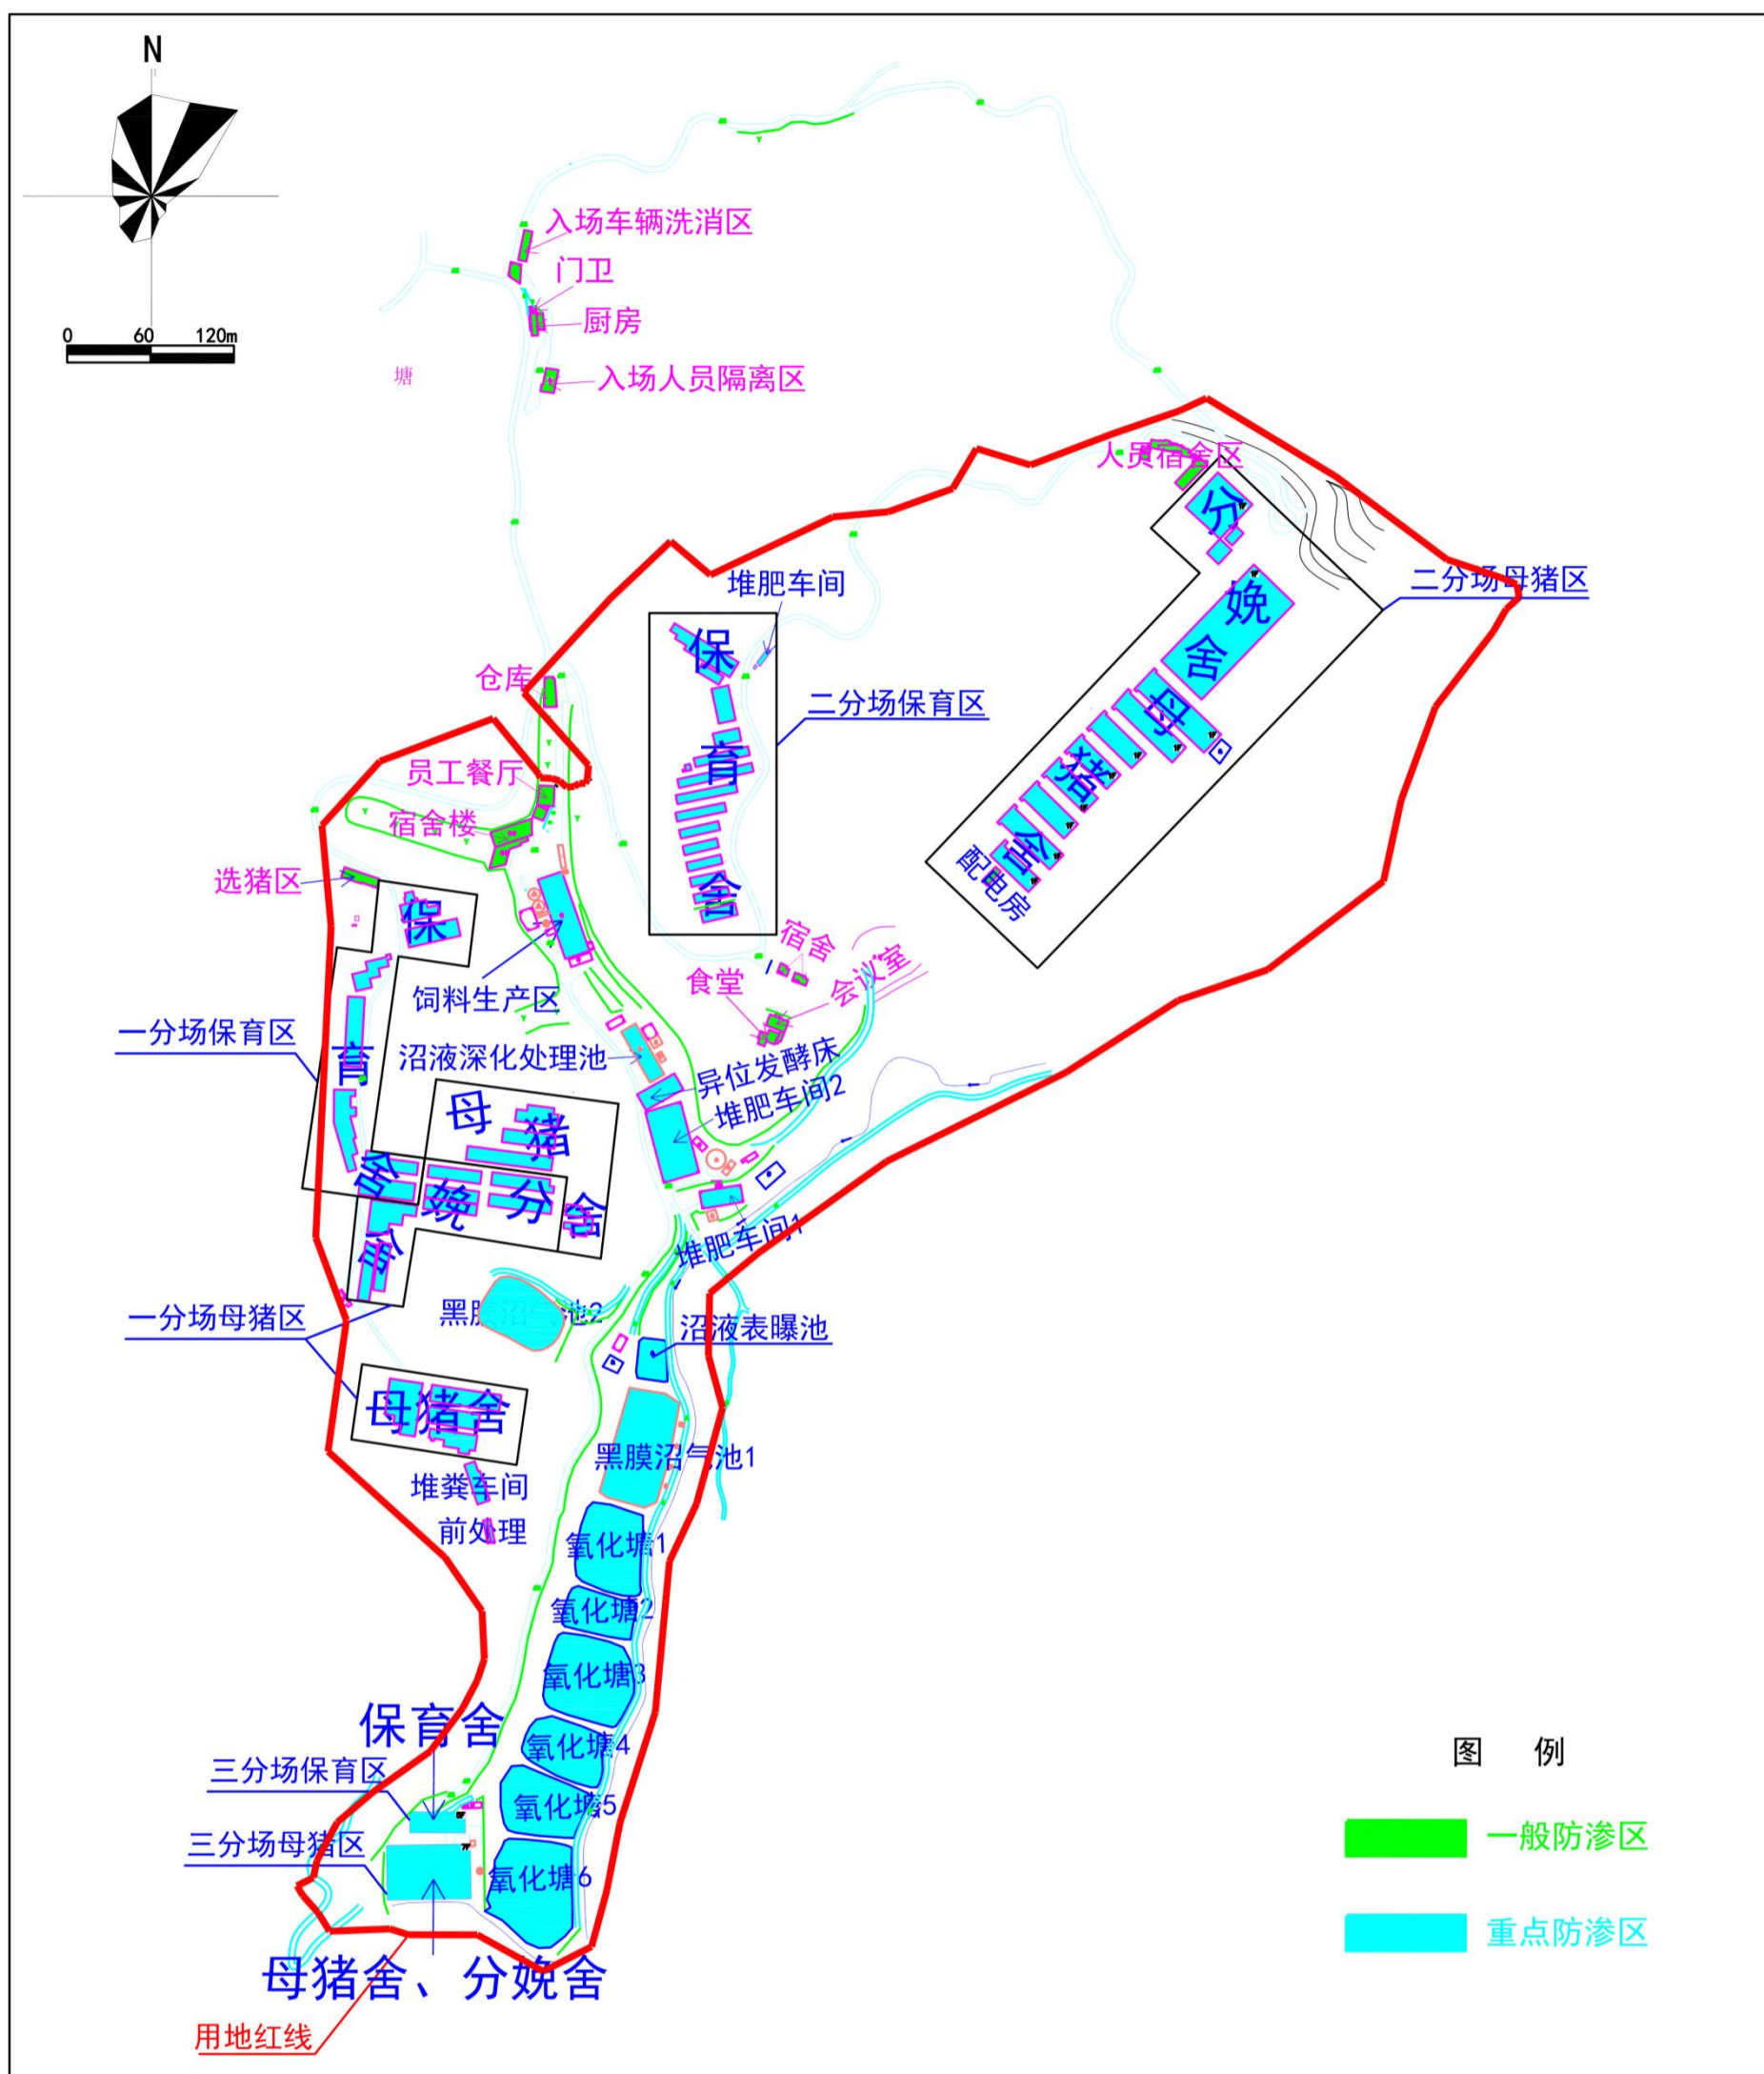 N
0 60 120m
入场车辆洗消区
门卫
厨房
入场人员隔离区
塘
人员宿舍区
分
娩
舍
母
猪
舍
配电房
二分场母猪区
堆肥车间
保
育
舍
二分场保育区
仓库
员工餐厅
宿舍楼
选猪区
保
育
舍
饲料生产区
宿舍
会议室
食堂
一分场保育区
沼液深化处理池
异位发酵床
堆肥车间2
母
猪
舍
分
娩
舍
堆肥车间1
一分场母猪区
黑膜沼气池2
沼液表曝池
母猪舍
黑膜沼气池1
堆粪车间
前处理
氧化塘1
氧化塘2
氧化塘3
氧化塘4
氧化塘5
氧化塘6
保育舍
三分场保育区
三分场母猪区
母猪舍、分娩舍
用地红线
图 例
一般防渗区
重点防渗区